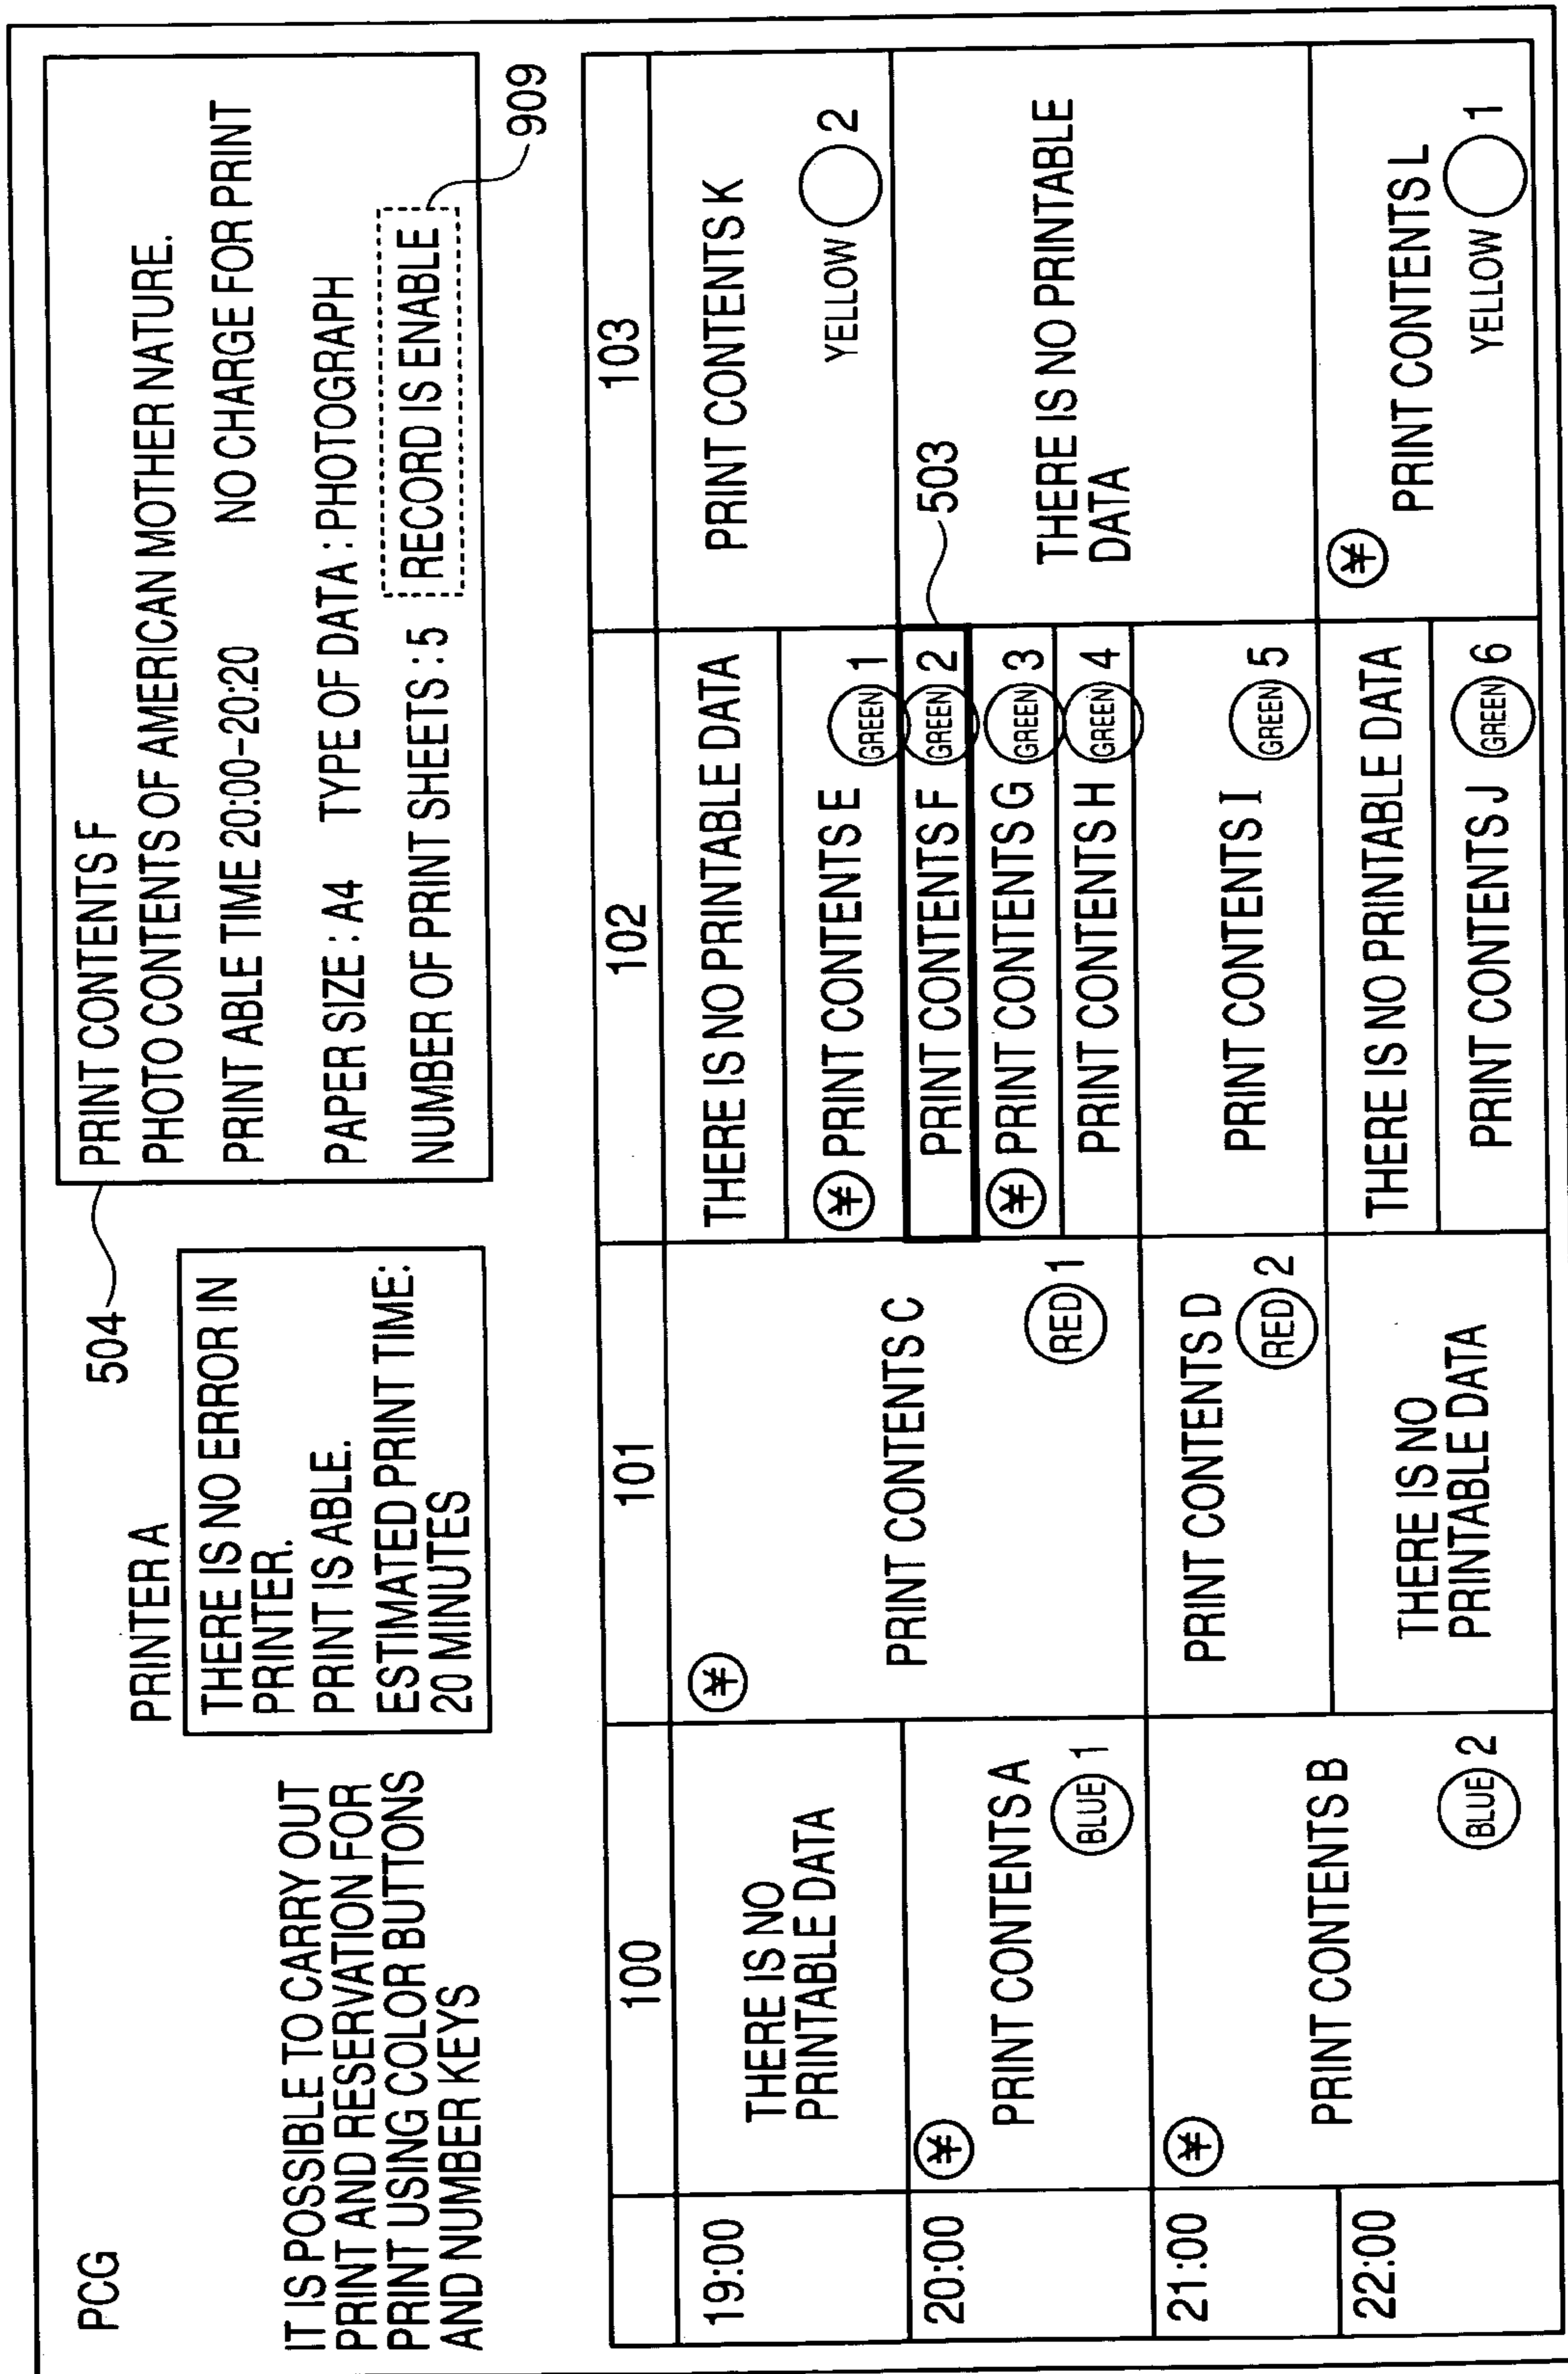 PCG
IT IS POSSIBLE TO CARRY OUT
PRINT AND RESERVATION FOR
PRINT USING COLOR BUTTONS
AND NUMBER KEYS
PRINTER A
THERE IS NO ERROR IN
PRINTER.
PRINT IS ABLE.
ESTIMATED PRINT TIME:
20 MINUTES
504
PRINT CONTENTS F
PHOTO CONTENTS OF AMERICAN MOTHER NATURE.
PRINT ABLE TIME 20:00-20:20 NO CHARGE FOR PRINT
PAPER SIZE : A4 TYPE OF DATA : PHOTOGRAPH
NUMBER OF PRINT SHEETS : 5 RECORD IS ENABLE
909
100 101 102 103
19:00
20:00
21:00
22:00
THERE IS NO
PRINTABLE DATA
¥
PRINT CONTENTS A
BLUE 1
¥
PRINT CONTENTS B
BLUE 2
¥
PRINT CONTENTS C
RED 1
PRINT CONTENTS D
RED 2
THERE IS NO
PRINTABLE DATA
THERE IS NO PRINTABLE DATA
¥ PRINT CONTENTS E GREEN 1
PRINT CONTENTS F GREEN 2
503
¥ PRINT CONTENTS G GREEN 3
PRINT CONTENTS H GREEN 4
PRINT CONTENTS I GREEN 5
THERE IS NO PRINTABLE DATA
PRINT CONTENTS J GREEN 6
PRINT CONTENTS K
YELLOW 2
THERE IS NO PRINTABLE
DATA
¥
PRINT CONTENTS L
YELLOW 1